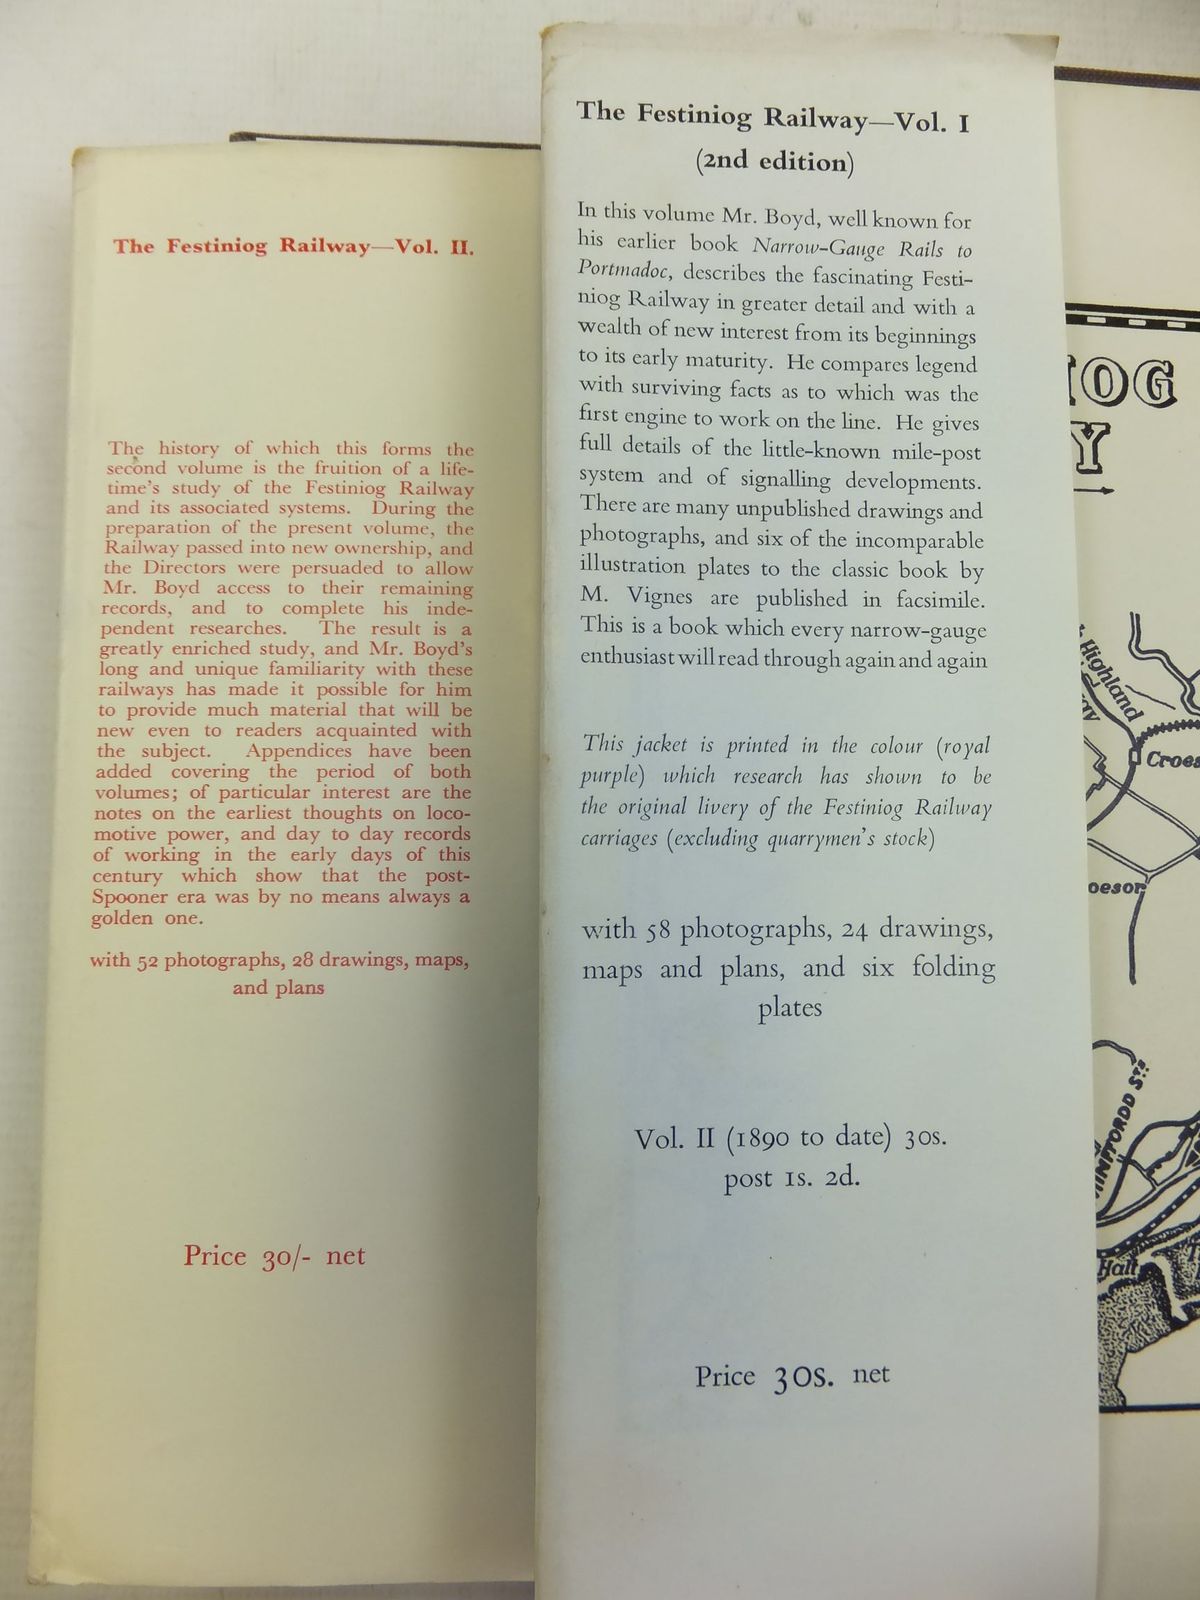 The Festiniog Railway—Vol. II.
The history of which this forms the
second volume is the fruition of a life-
time's study of the Festiniog Railway
and its associated systems. During the
preparation of the present volume, the
Railway passed into new ownership, and
the Directors were persuaded to allow
Mr. Boyd access to their remaining
records, and to complete his inde-
pendent researches. The result is a
greatly enriched study, and Mr. Boyd's
long and unique familiarity with these
railways has made it possible for him
to provide much material that will be
new even to readers acquainted with
the subject. Appendices have been
added covering the period of both
volumes; of particular interest are the
notes on the earliest thoughts on loco-
motive power, and day to day records
of working in the early days of this
century which show that the post-
Spooner era was by no means always a
golden one.
with 52 photographs, 28 drawings, maps,
and plans
Price 30/- net
The Festiniog Railway—Vol. I
(2nd edition)
In this volume Mr. Boyd, well known for
his earlier book Narrow-Gauge Rails to
Portmadoc, describes the fascinating Festi-
niog Railway in greater detail and with a
wealth of new interest from its beginnings
to its early maturity. He compares legend
with surviving facts as to which was the
first engine to work on the line. He gives
full details of the little-known mile-post
system and of signalling developments.
There are many unpublished drawings and
photographs, and six of the incomparable
illustration plates to the classic book by
M. Vignes are published in facsimile.
This is a book which every narrow-gauge
enthusiast will read through again and again
This jacket is printed in the colour (royal
purple) which research has shown to be
the original livery of the Festiniog Railway
carriages (excluding quarrymen's stock)
with 58 photographs, 24 drawings,
maps and plans, and six folding
plates
Vol. II (1890 to date) 30s.
post 1s. 2d.
Price 30s. net
IOG
Y
Highland
ay
Croes
oesor
MINFFORDD STS
Halt